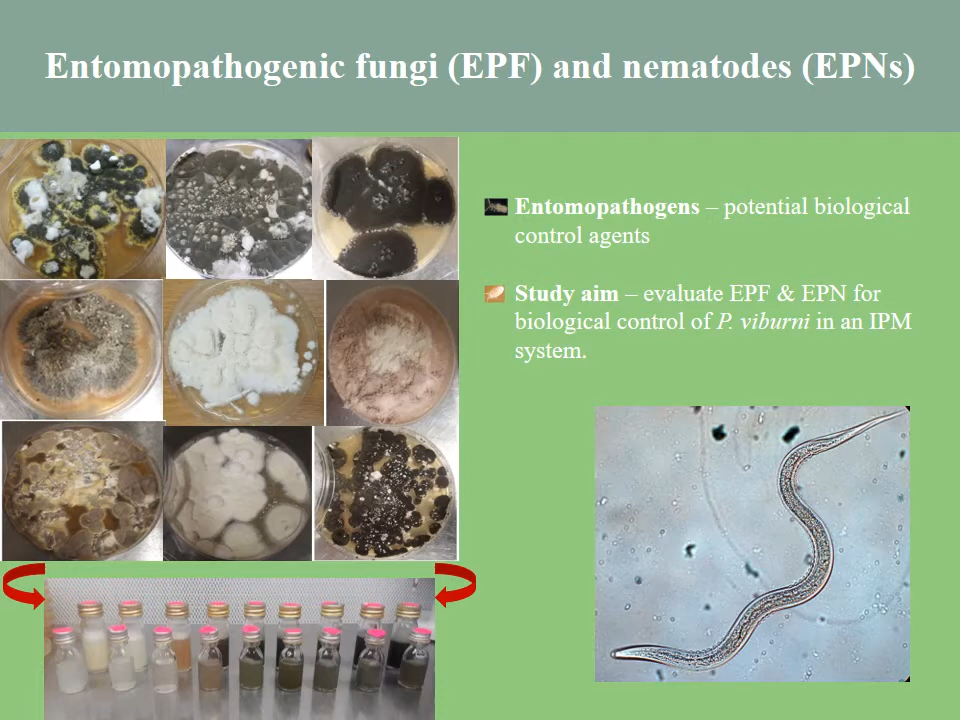 Entomopathogenic fungi (EPF) and nematodes (EPNs)
Entomopathogens – potential biological
control agents
Study aim – evaluate EPF & EPN for
biological control of P. viburni in an IPM
system.